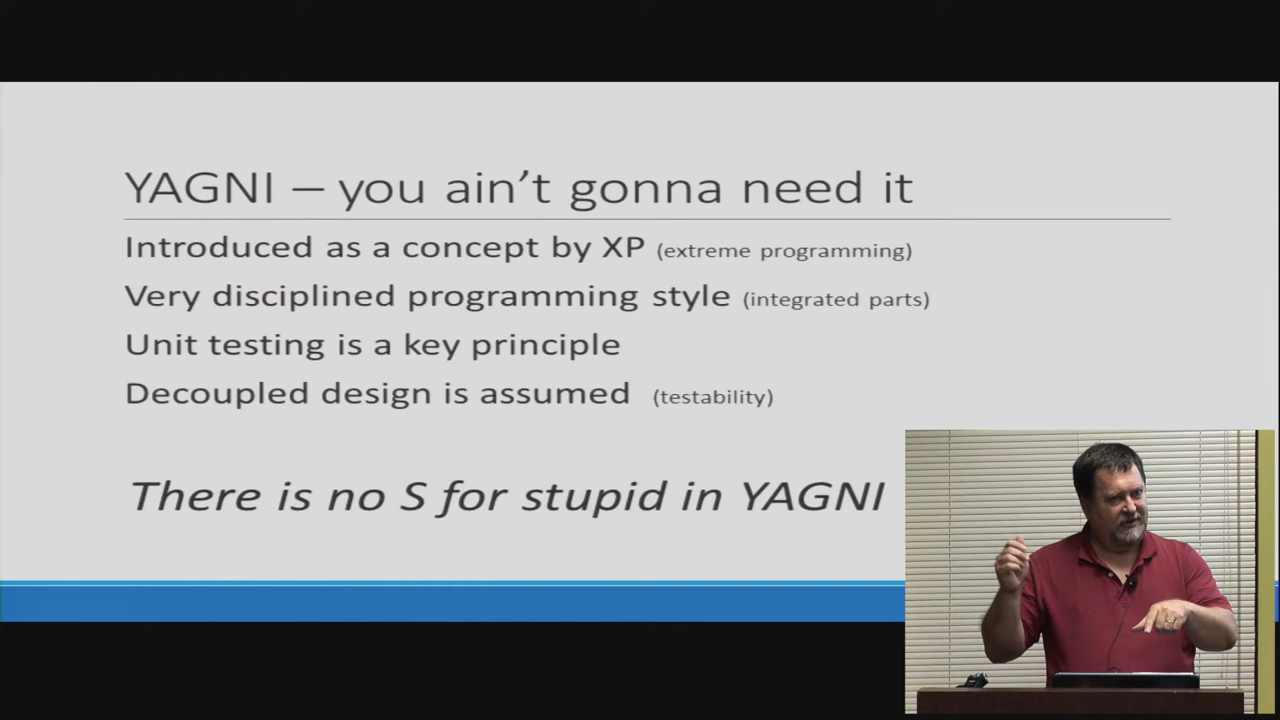 YAGNI – you ain't gonna need it
Introduced as a concept by XP (extreme programming)
Very disciplined programming style (integrated parts)
Unit testing is a key principle
Decoupled design is assumed (testability)
There is no S for stupid in YAGNI